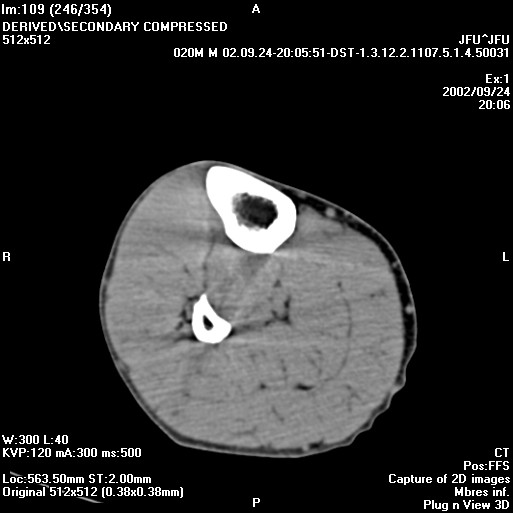 Im:109 (246/354)
A
DERIVED\SECONDARY COMPRESSED
512x512
JFU^JFU
020M M 02.09.24-20:05:51-DST-1.3.12.2.1107.5.1.4.50031
Ex:1
2002/09/24
20:06
R
L
W:300 L:40
KVP:120 mA:300 ms:500
CT
Pos:FFS
Loc:563.50mm ST:2.00mm
Capture of 2D images
Original 512x512 (0.38x0.38mm)
Mbres inf.
P
Plug n View 3D